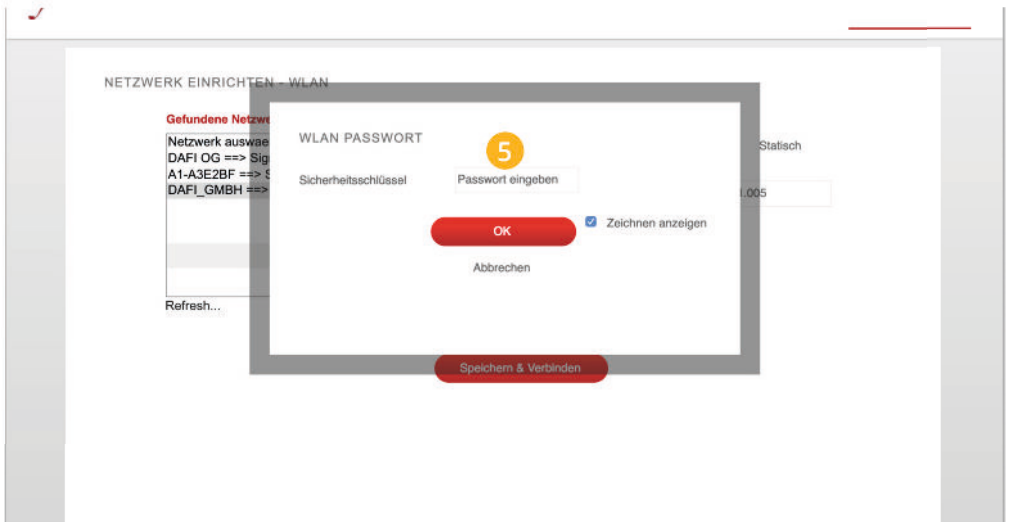 NETZWERK EINRICHTEN - WLAN
Gefundene Netzwe
Netzwerk auswae
DAFI OG ==> Sig
A1-A3E2BF ==> S
DAFI_GMBH ==>
Refresh...
Statisch
.005
WLAN PASSWORT
5
Sicherheitsschlüssel
Passwort eingeben
OK
Zeichnen anzeigen
Abbrechen
Speichern & Verbinden